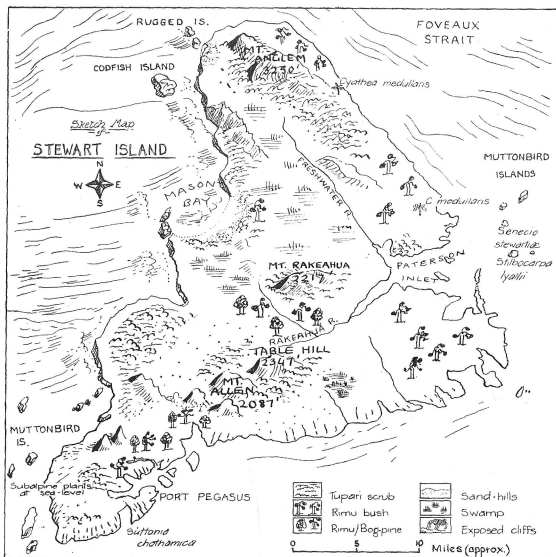 RUGGED IS.
FOVEAUX
STRAIT
MT.
ANGLEM
3250'
CODFISH ISLAND
Cyathea medullaris
Sketch Map
of
STEWART ISLAND
N
W E
S
MUTTONBIRD
ISLANDS
MASON
BAY
FRESHWATER R.
C medullaris
Senecio
stewartiae
Stilbocarpa
lyallii
PATERSON
INLET
MT. RAKEAHUA
RAKEAHUA R.
TABLE HILL
2347'
MT.
ALLEN
2087'
MUTTONBIRD
IS.
Subalpine plants
at sea-level
PORT PEGASUS
Suttonia
chathamica
Tupari scrub
Rimu bush
Rimu/Bog-pine
Sand-hills
Swamp
Exposed cliffs
0 5 10
Miles (approx.)